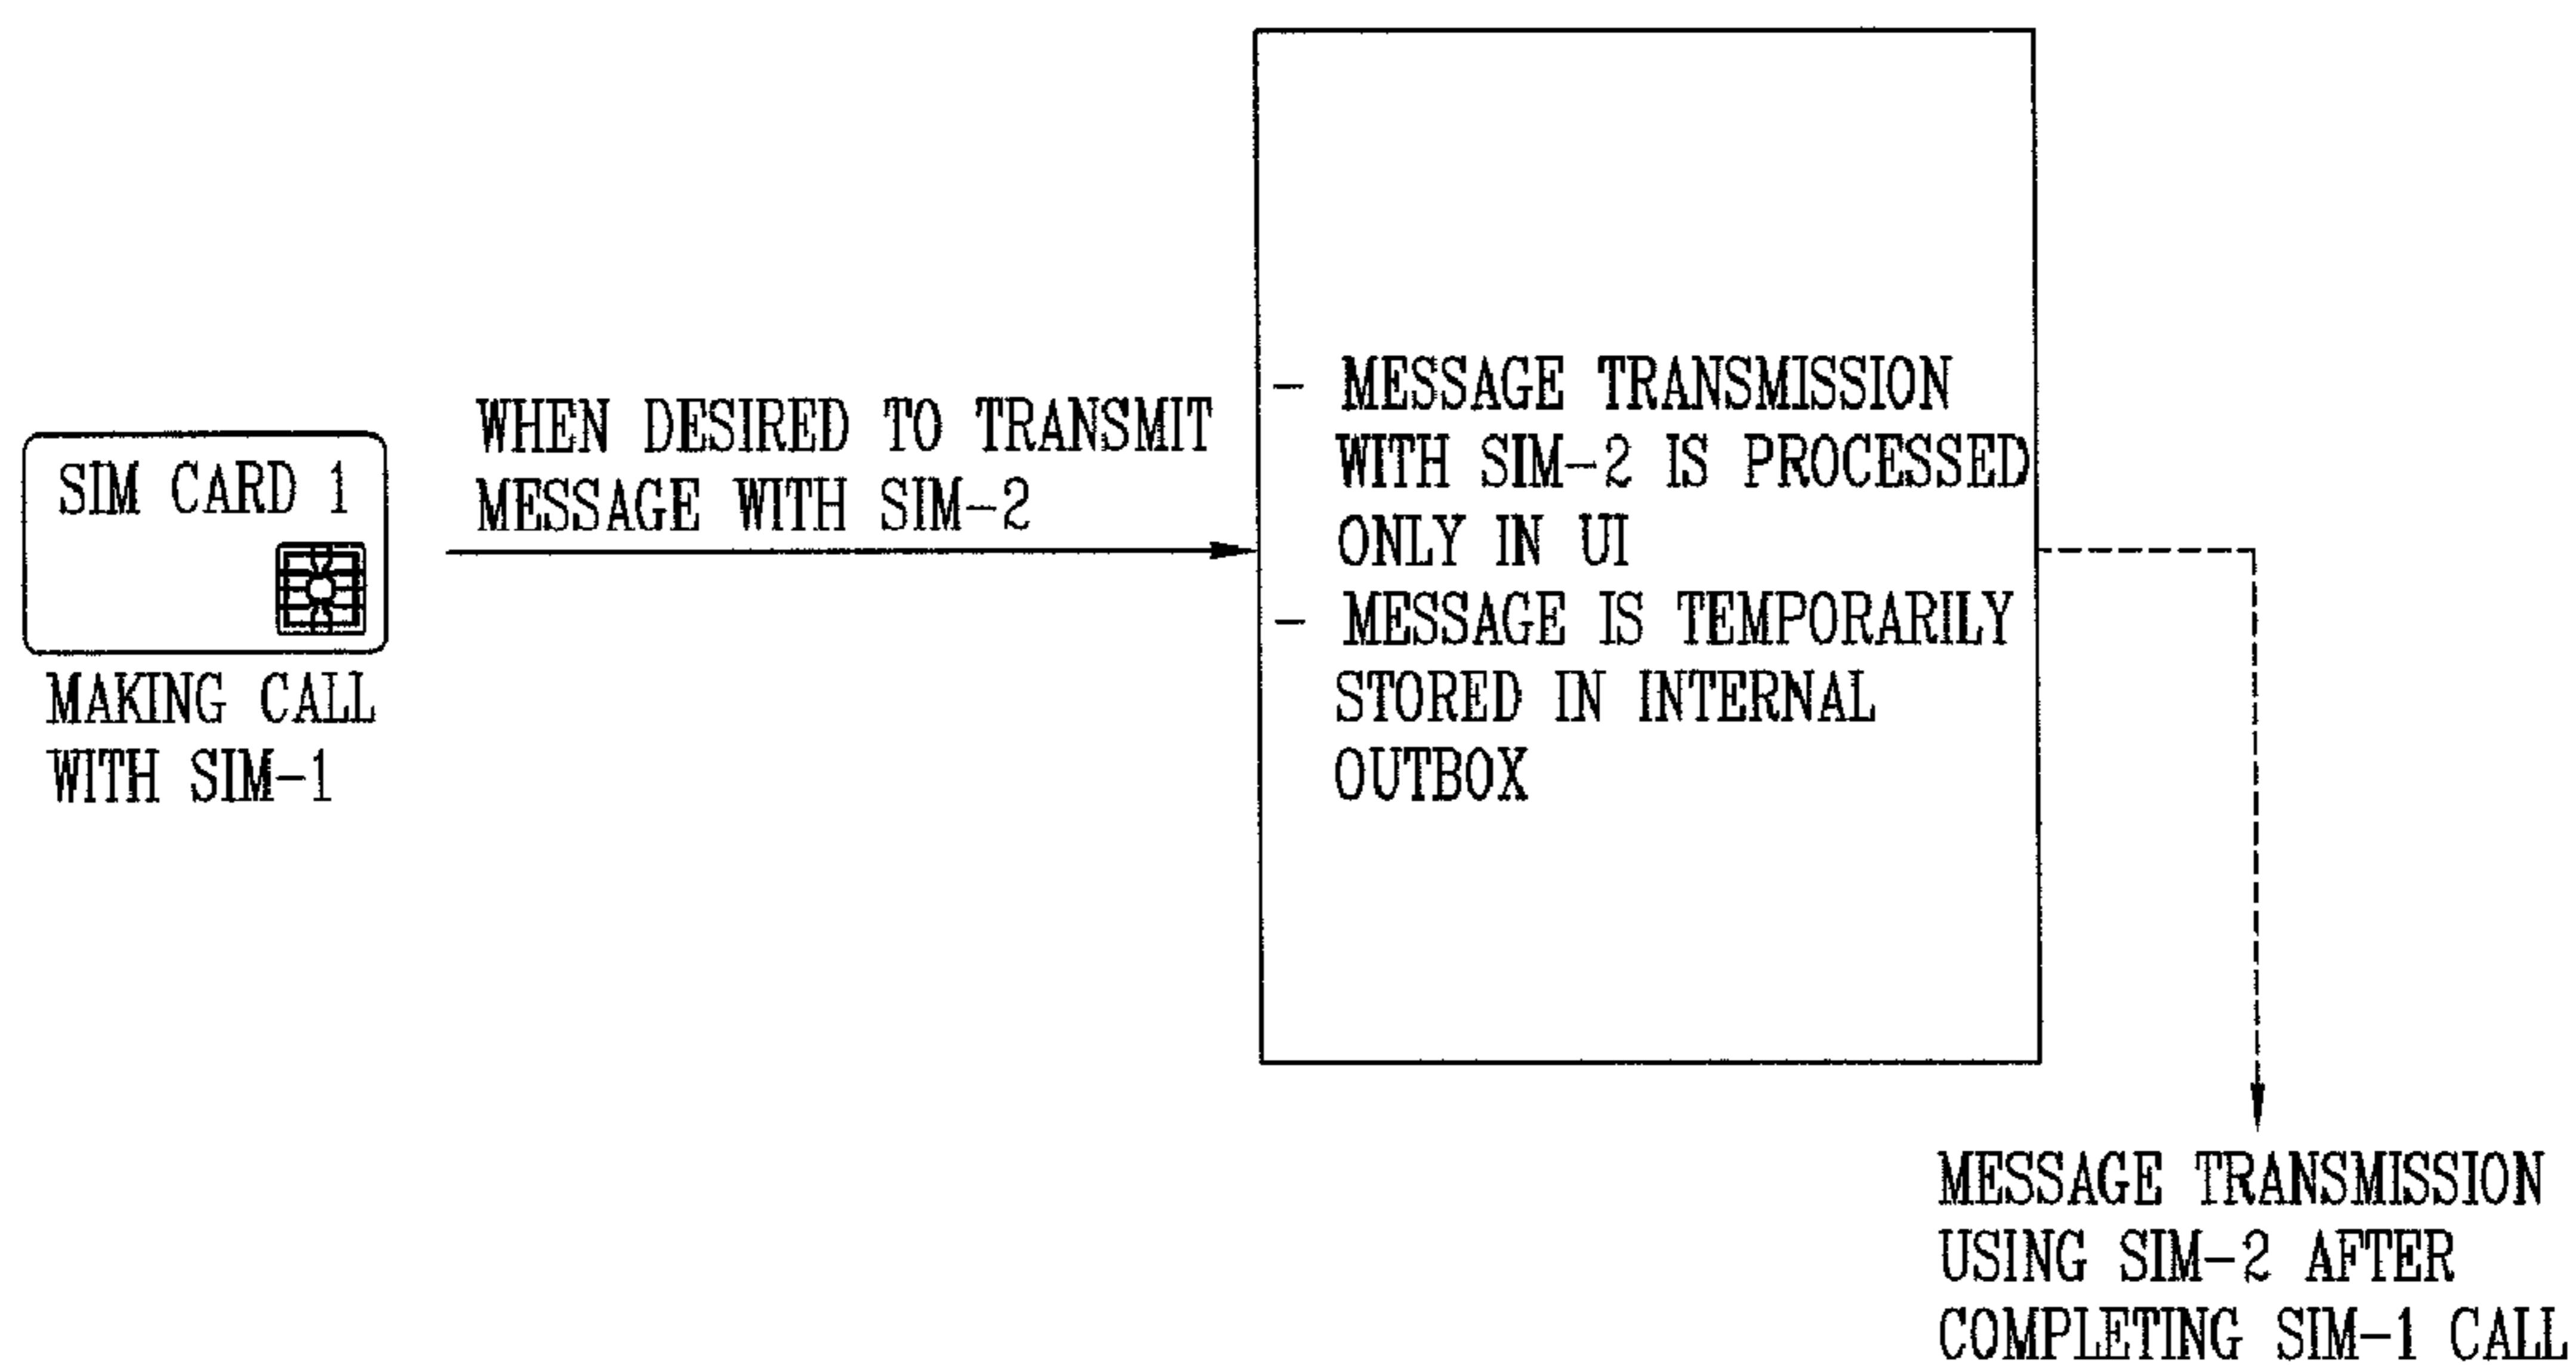 SIM CARD 1
MAKING CALL
WITH SIM-1
WHEN DESIRED TO TRANSMIT
MESSAGE WITH SIM-2
- MESSAGE TRANSMISSION
WITH SIM-2 IS PROCESSED
ONLY IN UI
- MESSAGE IS TEMPORARILY
STORED IN INTERNAL
OUTBOX
MESSAGE TRANSMISSION
USING SIM-2 AFTER
COMPLETING SIM-1 CALL